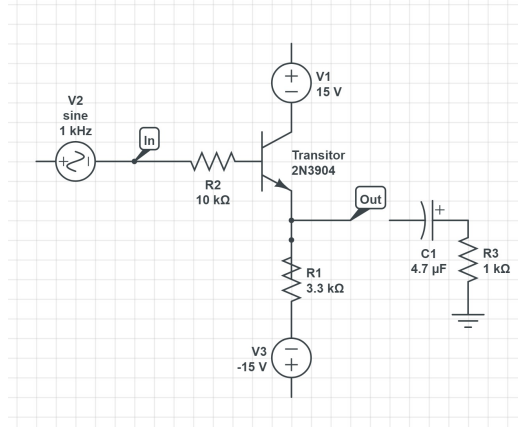 V1
15 V
V2
sine
1 kHz
In
Transitor
2N3904
R2
10 kΩ
Out
C1
4.7 µF
R3
1 kΩ
R1
3.3 kΩ
V3
-15 V